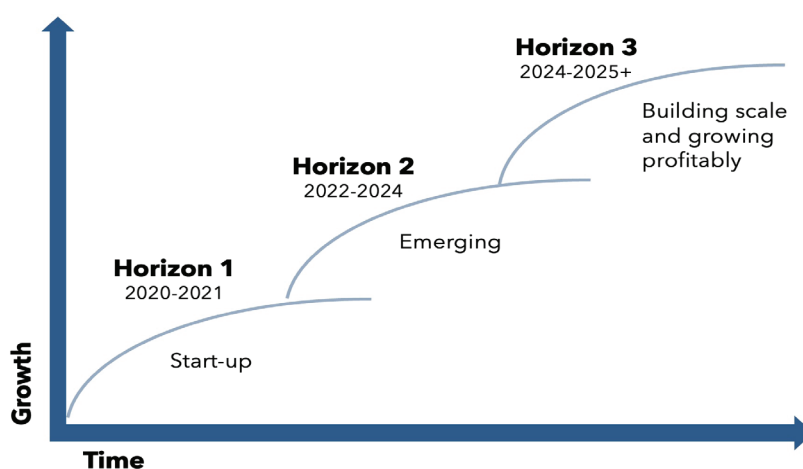 Horizon 3
2024-2025+
Building scale
and growing
profitably
Horizon 2
2022-2024
Emerging
Horizon 1
2020-2021
Start-up
Growth
Time